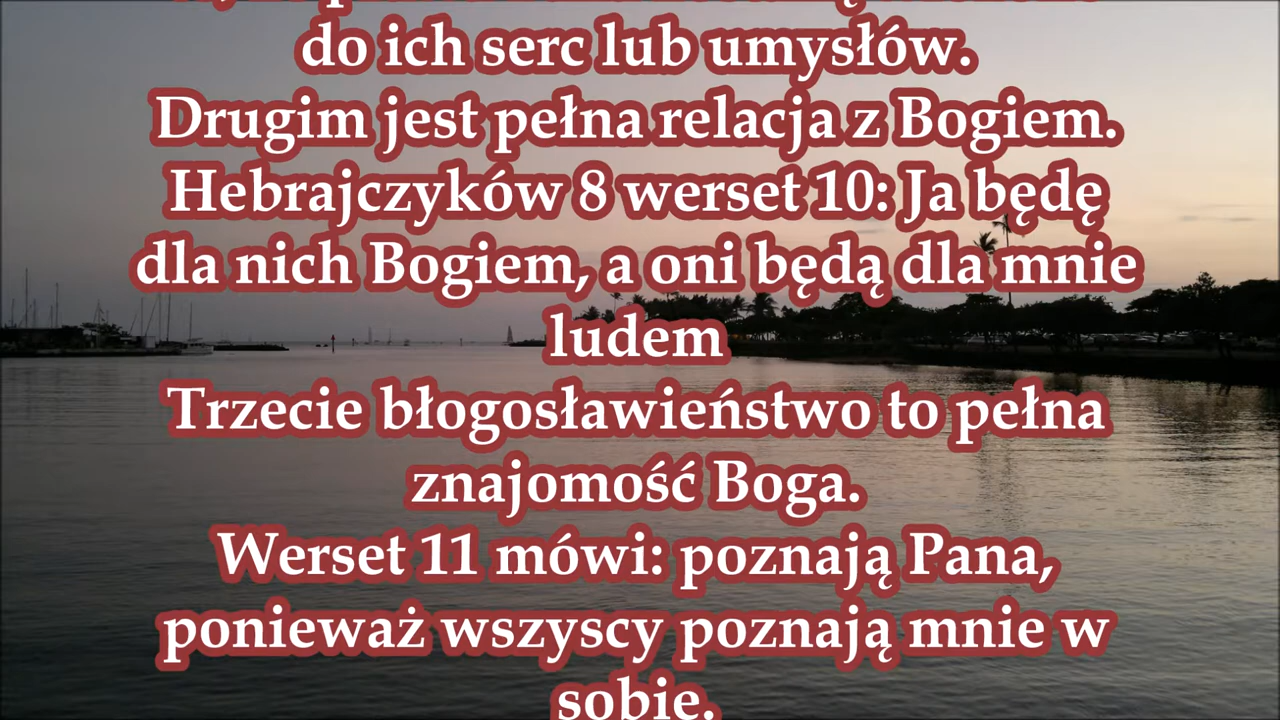 do ich serc lub umysłów.
Drugim jest pełna relacja z Bogiem.
Hebrajczyków 8 werset 10: Ja będę
dla nich Bogiem, a oni będą dla mnie
ludem
Trzecie błogosławieństwo to pełna
znajomość Boga.
Werset 11 mówi: poznają Pana,
ponieważ wszyscy poznają mnie w
sobie.